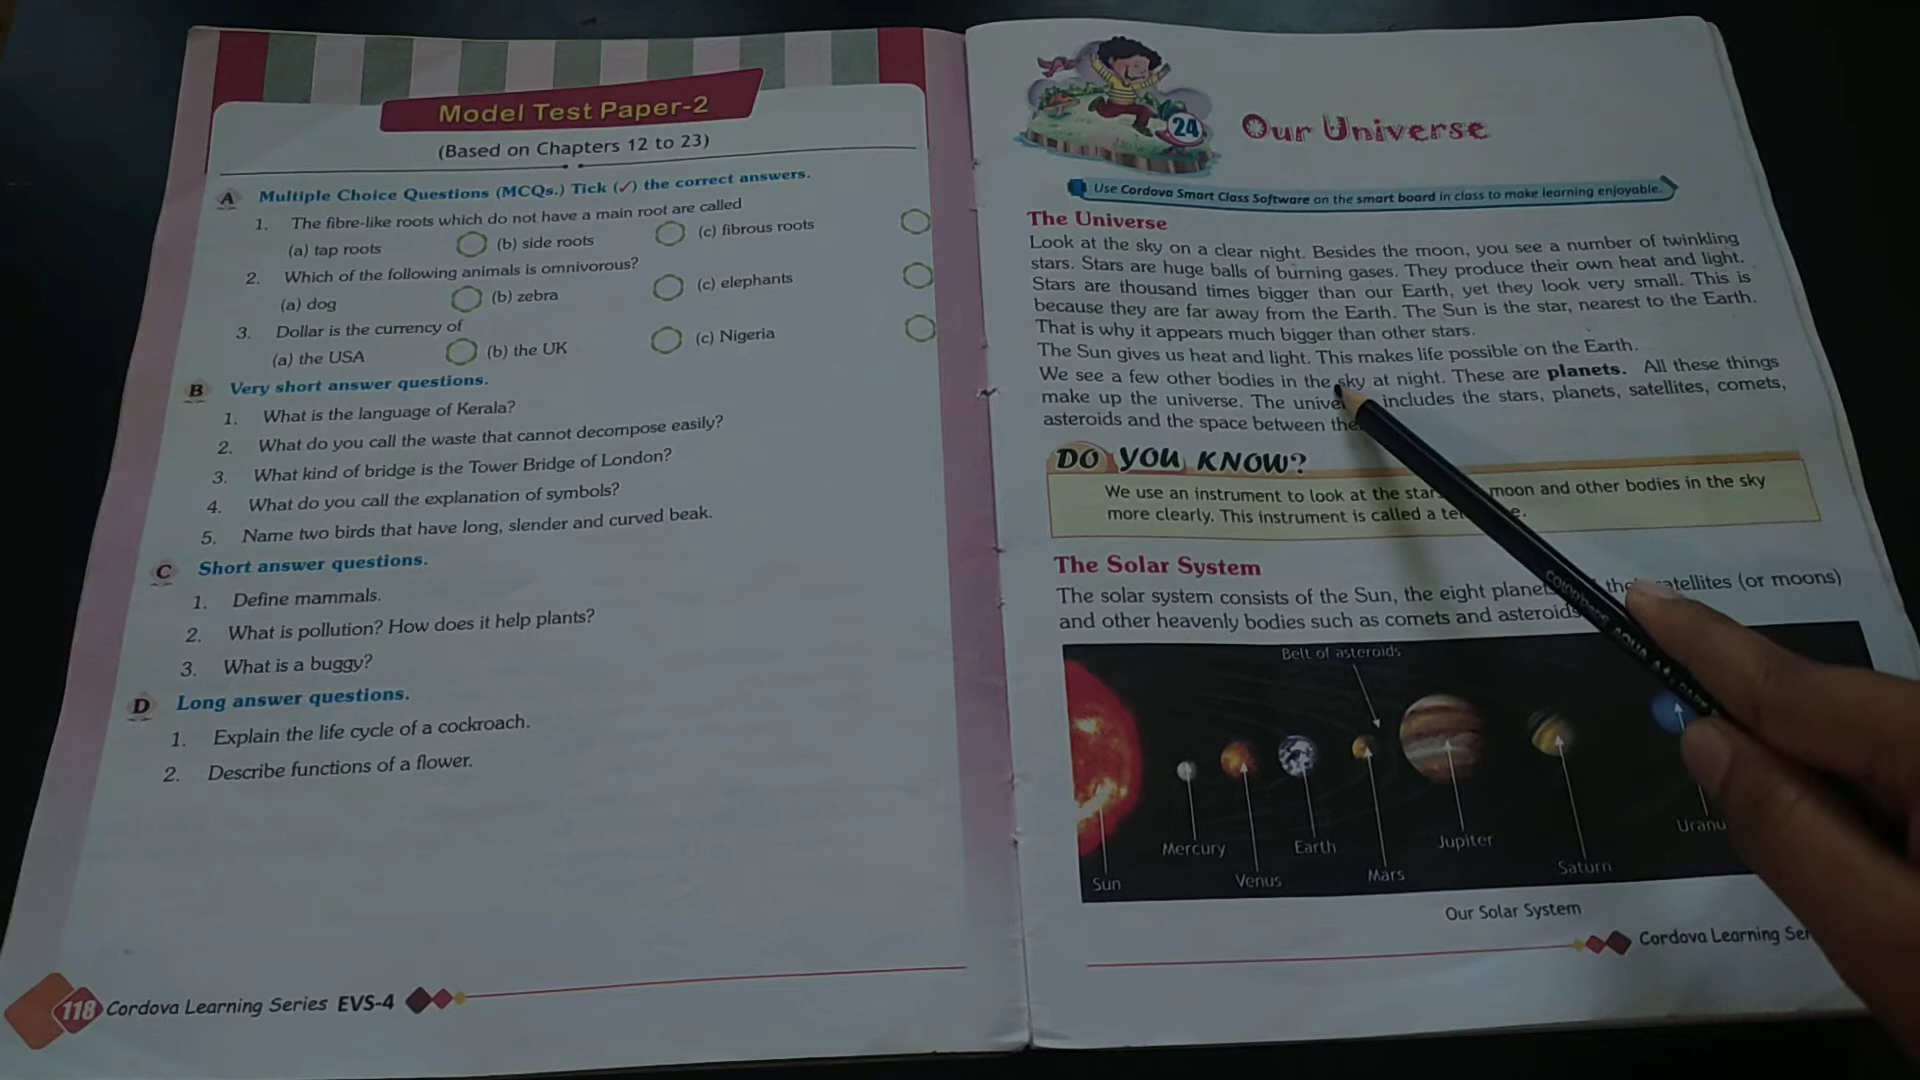 Model Test Paper-2
(Based on Chapters 12 to 23)
A Multiple Choice Questions (MCQs.) Tick (✓) the correct answers.
1. The fibre-like roots which do not have a main root are called
(a) tap roots (b) side roots (c) fibrous roots
2. Which of the following animals is omnivorous?
(a) dog (b) zebra (c) elephants
3. Dollar is the currency of
(a) the USA (b) the UK (c) Nigeria
B Very short answer questions.
1. What is the language of Kerala?
2. What do you call the waste that cannot decompose easily?
3. What kind of bridge is the Tower Bridge of London?
4. What do you call the explanation of symbols?
5. Name two birds that have long, slender and curved beak.
C Short answer questions.
1. Define mammals.
2. What is pollution? How does it help plants?
3. What is a buggy?
D Long answer questions.
1. Explain the life cycle of a cockroach.
2. Describe functions of a flower.
118 Cordova Learning Series EVS-4
24 Our Universe
Use Cordova Smart Class Software on the smart board in class to make learning enjoyable.
The Universe
Look at the sky on a clear night. Besides the moon, you see a number of twinkling
stars. Stars are huge balls of burning gases. They produce their own heat and light.
Stars are thousand times bigger than our Earth, yet they look very small. This is
because they are far away from the Earth. The Sun is the star, nearest to the Earth.
That is why it appears much bigger than other stars.
The Sun gives us heat and light. This makes life possible on the Earth.
We see a few other bodies in the sky at night. These are planets. All these things
make up the universe. The includes the stars, planets, satellites, comets,
asteroids and the space between
DO YOU KNOW?
We use an instrument to look at the moon and other bodies in the sky
more clearly. This instrument is called a
The Solar System
The solar system consists of the Sun, the eight satellites (or moons)
and other heavenly bodies such as comets and asteroids
Belt of asteroids
Sun Mercury Venus Earth Mars Jupiter Saturn
Our Solar System
Cordova Learning